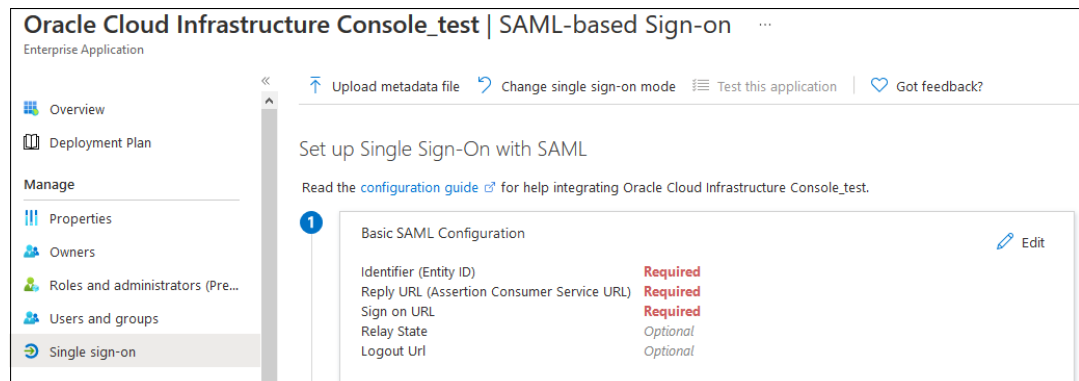 Oracle Cloud Infrastructure Console_test | SAML-based Sign-on ...
Enterprise Application
Overview
Deployment Plan
Manage
Properties
Owners
Roles and administrators (Pre...
Users and groups
Single sign-on
Upload metadata file Change single sign-on mode Test this application Got feedback?
Set up Single Sign-On with SAML
Read the configuration guide for help integrating Oracle Cloud Infrastructure Console_test.
1
Basic SAML Configuration
Edit
Identifier (Entity ID) Required
Reply URL (Assertion Consumer Service URL) Required
Sign on URL Required
Relay State Optional
Logout Url Optional